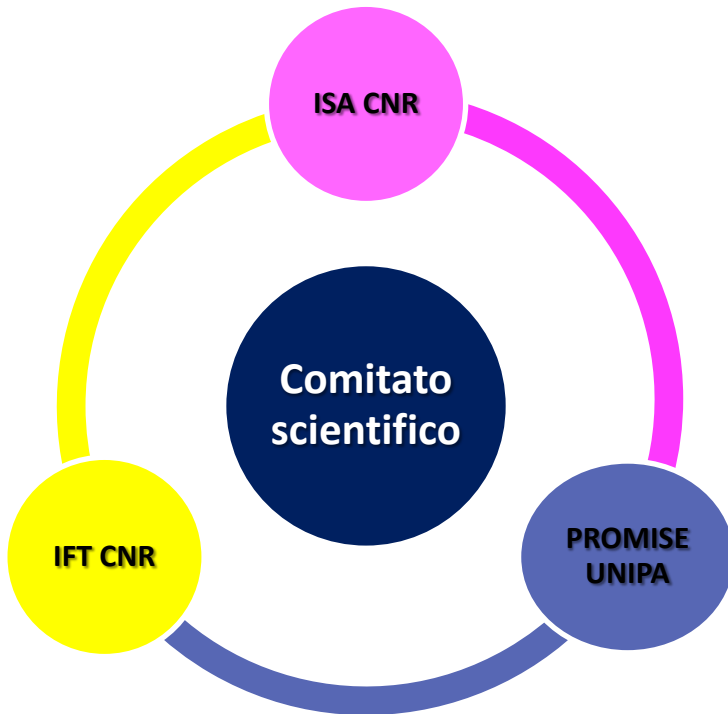 ISA CNR
Comitato
scientifico
IFT CNR
PROMISE
UNIPA